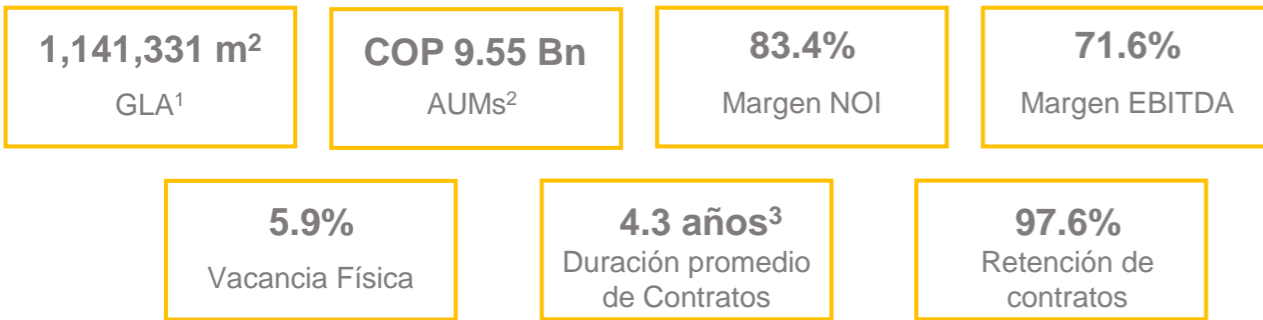 1,141,331 m²
GLA¹
COP 9.55 Bn
AUMs²
83.4%
Margen NOI
71.6%
Margen EBITDA
5.9%
Vacancia Física
4.3 años³
Duración promedio
de Contratos
97.6%
Retención de
contratos